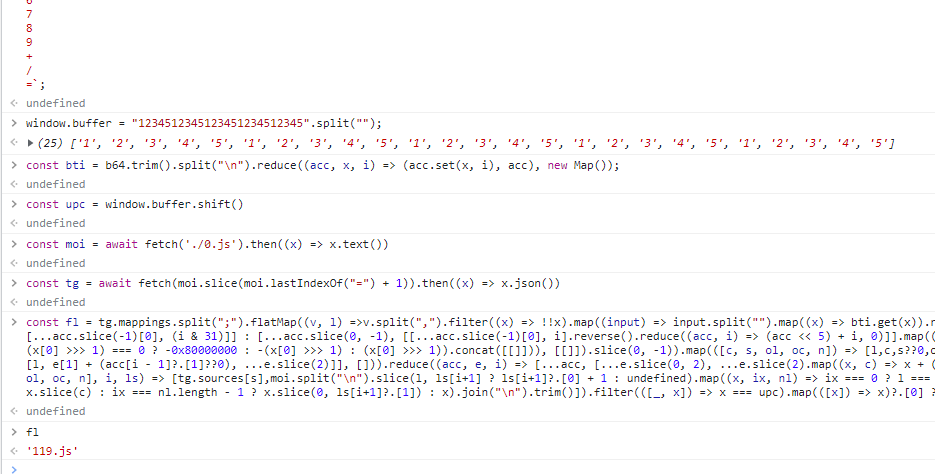 6
7
8
9
+
/
=`;
undefined
window.buffer = "1234512345123451234512345".split("");
(25) ['1', '2', '3', '4', '5', '1', '2', '3', '4', '5', '1', '2', '3', '4', '5', '1', '2', '3', '4', '5', '1', '2', '3', '4', '5']
const bti = b64.trim().split("\n").reduce((acc, x, i) => (acc.set(x, i), acc), new Map());
undefined
const upc = window.buffer.shift()
undefined
const moi = await fetch('./0.js').then((x) => x.text())
undefined
const tg = await fetch(moi.slice(moi.lastIndexOf("=") + 1)).then((x) => x.json())
undefined
const fl = tg.mappings.split(";").flatMap((v, l) =>v.split(",").filter((x) => !!x).map((input) => input.split("").map((x) => bti.get(x)).r
[...acc.slice(-1)[0], (i & 31)]] : [...acc.slice(0, -1), [[...acc.slice(-1)[0], i].reverse().reduce((acc, i) => (acc << 5) + i, 0)]].map((
(x[0] >>> 1) === 0 ? -0x80000000 : -(x[0] >>> 1) : (x[0] >>> 1)).concat([[]]), [[]]).slice(0, -1)).map(([c, s, ol, oc, n]) => [l,c,s??0,o
[l, e[1] + (acc[i - 1]?.[1]??0), ...e.slice(2)]], [])).reduce((acc, e, i) => [...acc, [...e.slice(0, 2), ...e.slice(2).map((x, c) => x + (
ol, oc, n], i, ls) => [tg.sources[s],moi.split("\n").slice(l, ls[i+1] ? ls[i+1]?.[0] + 1 : undefined).map((x, ix, nl) => ix === 0 ? l ===
x.slice(c) : ix === nl.length - 1 ? x.slice(0, ls[i+1]?.[1]) : x).join("\n").trim()]).filter(([_, x]) => x === upc).map(([x]) => x)?.[0] ?
undefined
fl
'119.js'